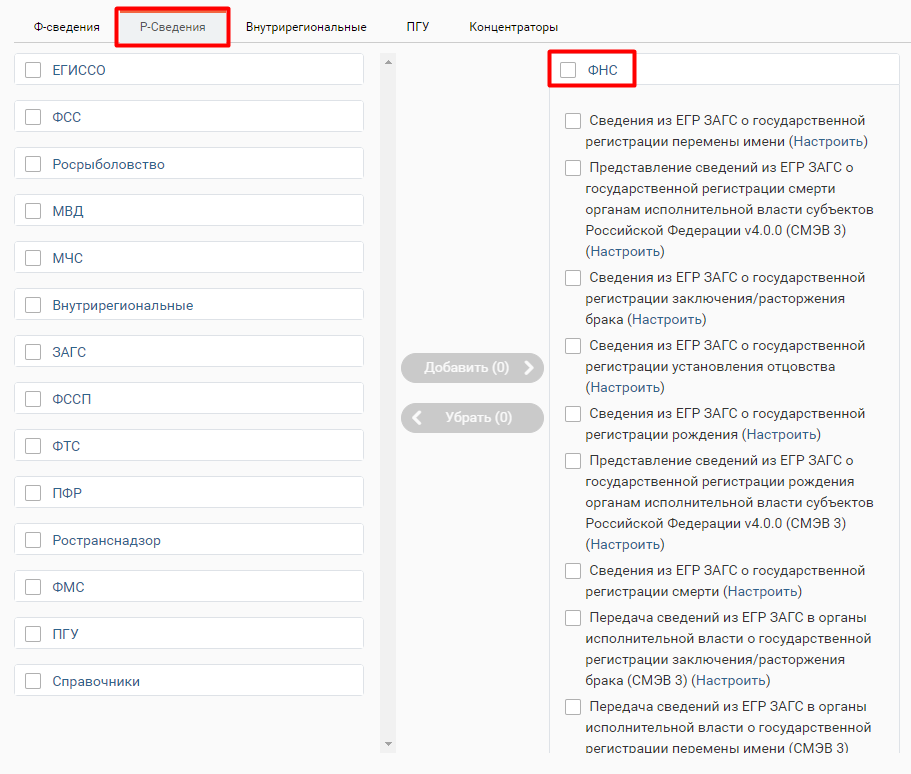 Ф-сведения Р-Сведения Внутрирегиональные ПГУ Концентраторы
ЕГИССО
ФСС
Росрыболовство
МВД
МЧС
Внутрирегиональные
ЗАГС
ФССП
ФТС
ПФР
Ространснадзор
ФМС
ПГУ
Справочники
Добавить (0)
Убрать (0)
ФНС
Сведения из ЕГР ЗАГС о государственной
регистрации перемены имени (Настроить)
Представление сведений из ЕГР ЗАГС о
государственной регистрации смерти
органам исполнительной власти субъектов
Российской Федерации v4.0.0 (СМЭВ 3)
(Настроить)
Сведения из ЕГР ЗАГС о государственной
регистрации заключения/расторжения
брака (Настроить)
Сведения из ЕГР ЗАГС о государственной
регистрации установления отцовства
(Настроить)
Сведения из ЕГР ЗАГС о государственной
регистрации рождения (Настроить)
Представление сведений из ЕГР ЗАГС о
государственной регистрации рождения
органам исполнительной власти субъектов
Российской Федерации v4.0.0 (СМЭВ 3)
(Настроить)
Сведения из ЕГР ЗАГС о государственной
регистрации смерти (Настроить)
Передача сведений из ЕГР ЗАГС в органы
исполнительной власти о государственной
регистрации заключения/расторжения
брака (СМЭВ 3) (Настроить)
Передача сведений из ЕГР ЗАГС в органы
исполнительной власти о государственной
регистрации перемены имени (СМЭВ 3)